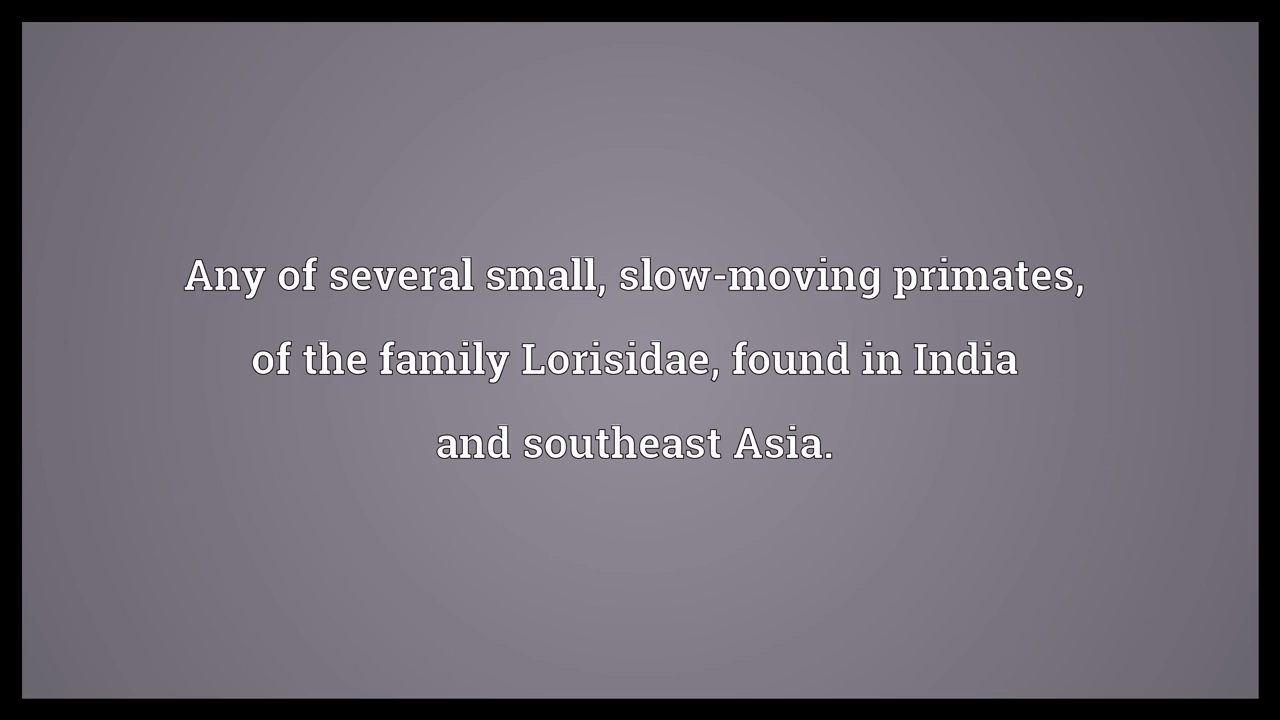 Any of several small, slow-moving primates,
of the family Lorisidae, found in India
and southeast Asia.